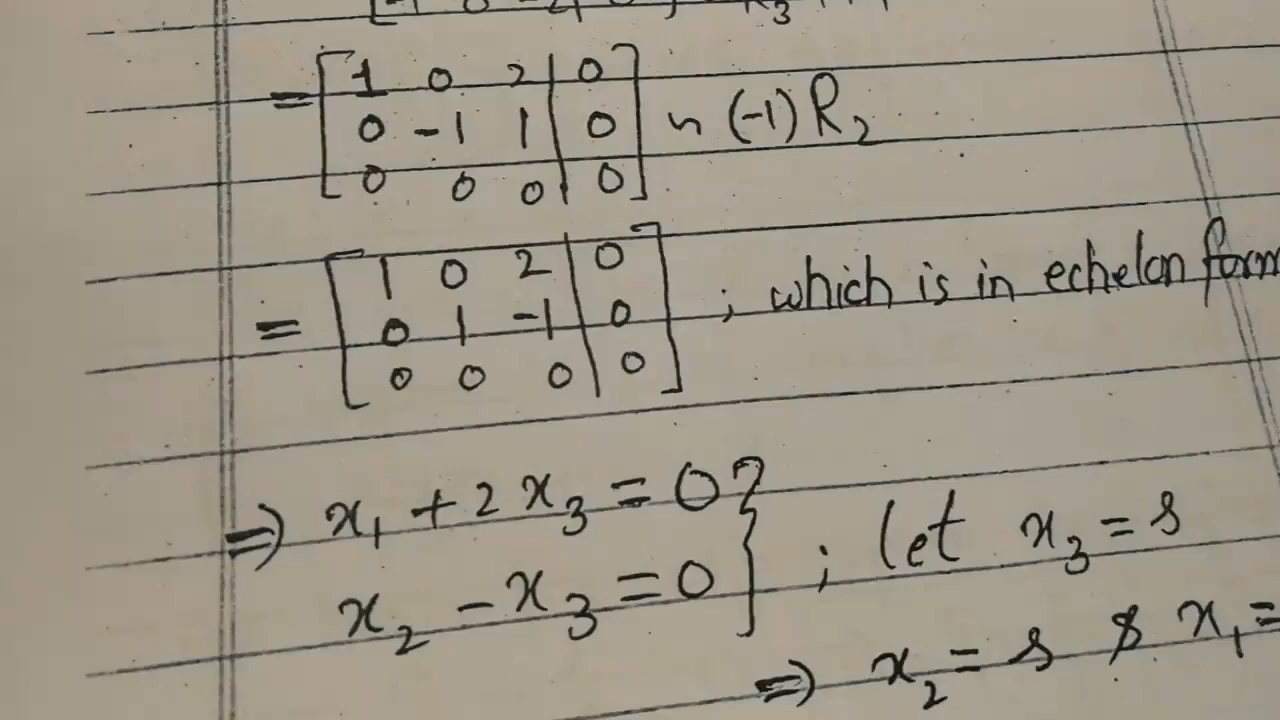 = [1 0 2 | 0
0 -1 1 | 0
0 0 0 | 0] ~ (-1) R₂
= [1 0 2 | 0
0 1 -1 | 0
0 0 0 | 0] ; which is in echelon form
⇒ x₁ + 2x₃ = 0
x₂ - x₃ = 0 } ; let x₃ = s
⇒ x₂ = s & x₁ =